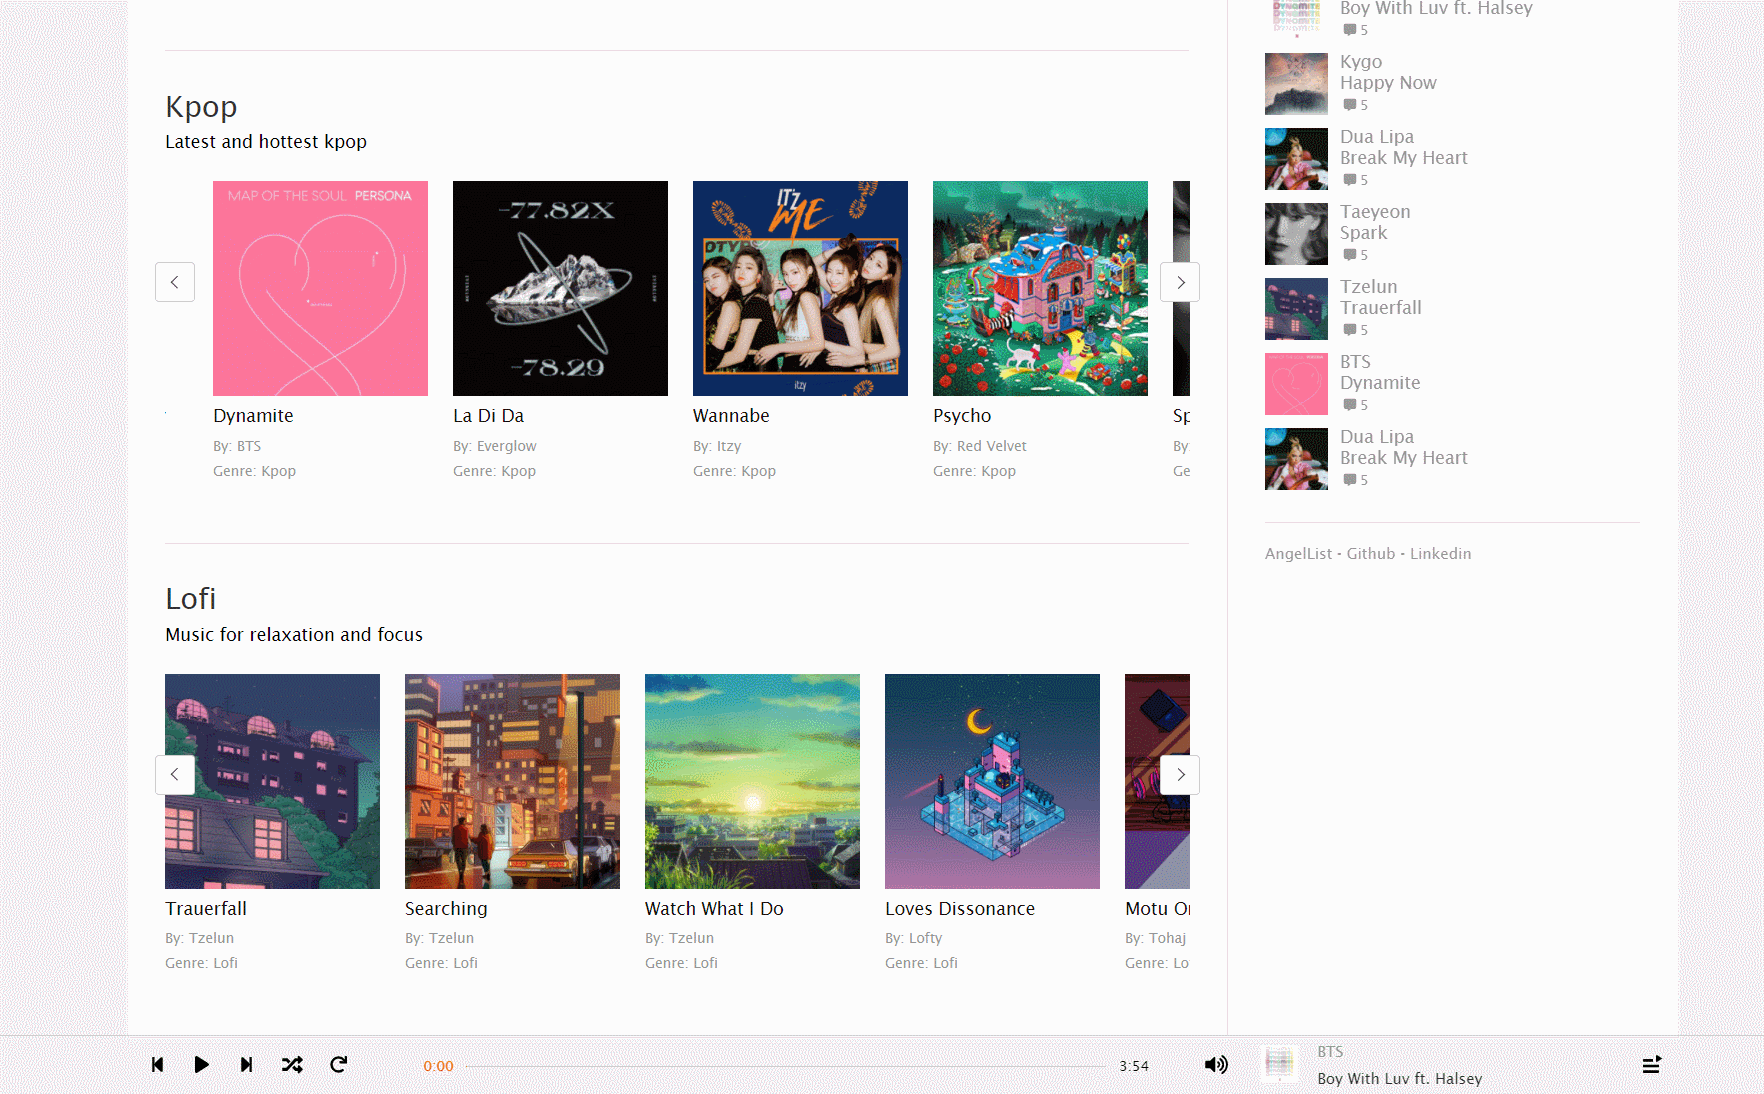 Kpop
Latest and hottest kpop
MAP OF THE SOUL PERSONA
-77.82X
-78.29
IT'Z
ME
itzy
Dynamite
By: BTS
Genre: Kpop
La Di Da
By: Everglow
Genre: Kpop
Wannabe
By: Itzy
Genre: Kpop
Psycho
By: Red Velvet
Genre: Kpop
Sp
By
Ge
Lofi
Music for relaxation and focus
Trauerfall
By: Tzelun
Genre: Lofi
Searching
By: Tzelun
Genre: Lofi
Watch What I Do
By: Tzelun
Genre: Lofi
Loves Dissonance
By: Lofty
Genre: Lofi
Motu O
By: Tohaj
Genre: Lo
DYNAMITE
Boy With Luv ft. Halsey
5
Kygo
Happy Now
5
Dua Lipa
Break My Heart
5
Taeyeon
Spark
5
Tzelun
Trauerfall
5
BTS
Dynamite
5
Dua Lipa
Break My Heart
5
AngelList · Github · Linkedin
0:00
3:54
BTS
Boy With Luv ft. Halsey